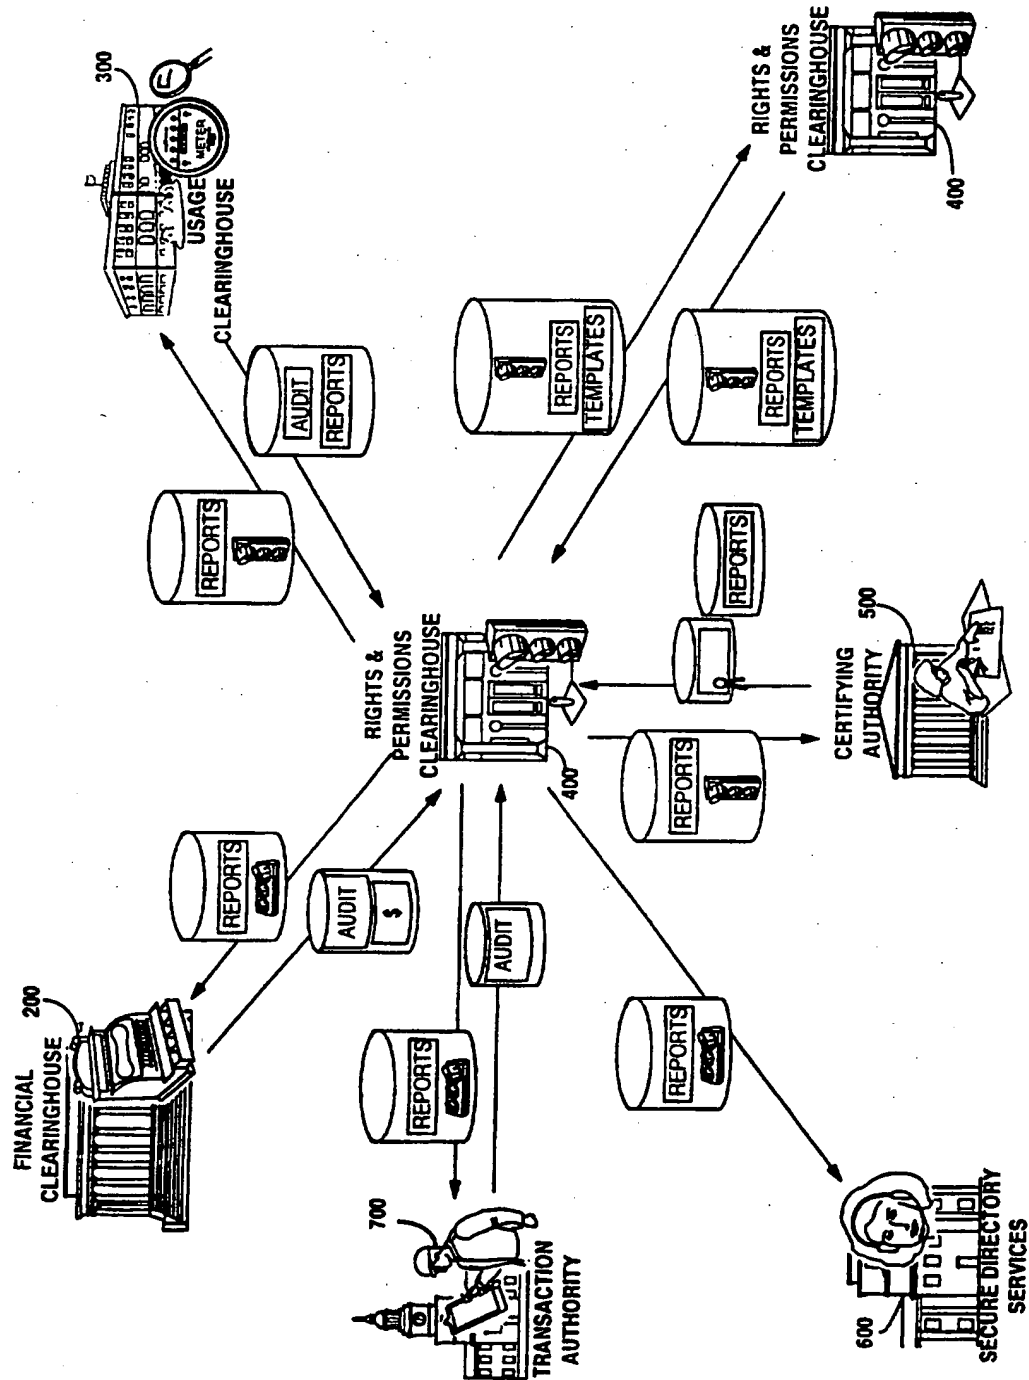 FINANCIAL
CLEARINGHOUSE
200
REPORTS
AUDIT
$
REPORTS
USAGE
CLEARINGHOUSE
300
METER
AUDIT
REPORTS
TRANSACTION
AUTHORITY
700
REPORTS
AUDIT
RIGHTS &
PERMISSIONS
CLEARINGHOUSE
400
REPORTS
TEMPLATES
REPORTS
TEMPLATES
RIGHTS &
PERMISSIONS
CLEARINGHOUSE
400
SECURE DIRECTORY
SERVICES
600
REPORTS
REPORTS
REPORTS
CERTIFYING
AUTHORITY
500